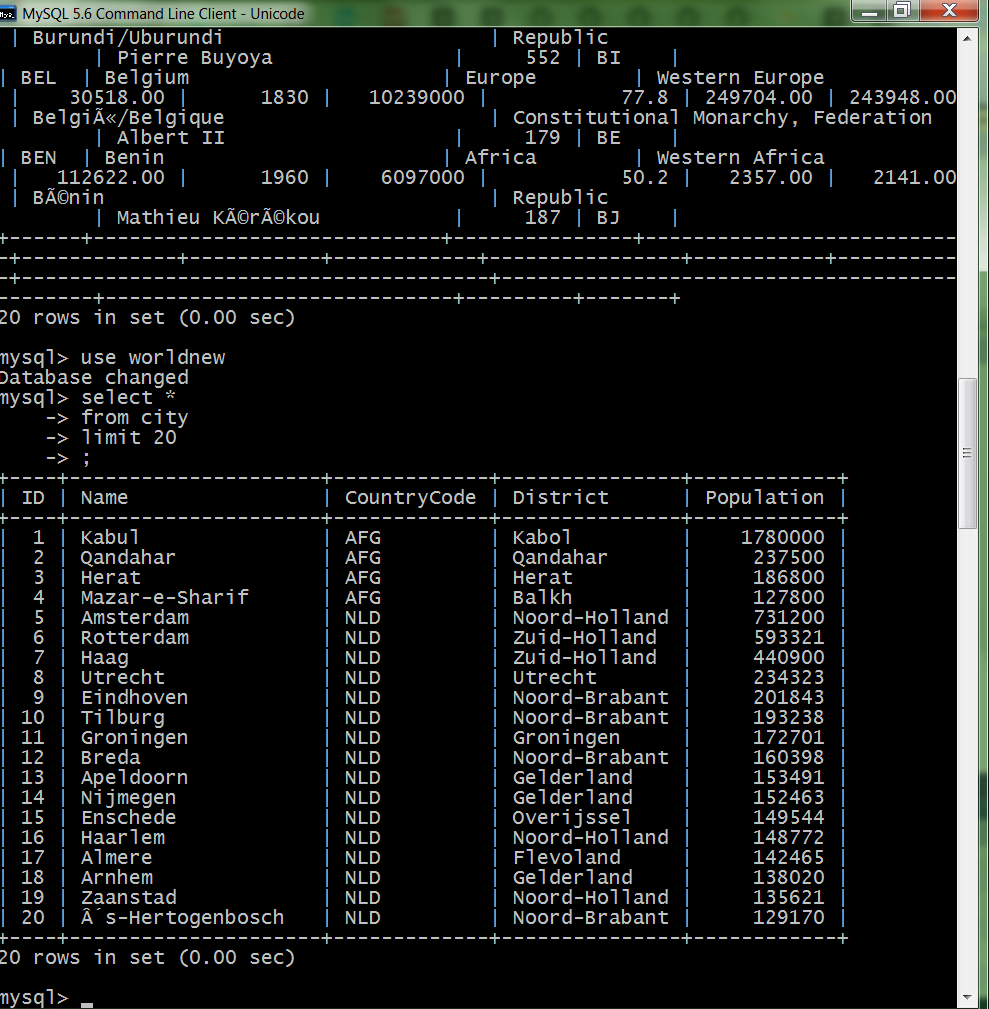 MySQL 5.6 Command Line Client - Unicode
| Burundi/Uburundi                      | Republic
         | Pierre Buyoya               |     552 | BI    |
| BEL  | Belgium                     | Europe        | Western Europe
 |    30518.00 |      1830 |   10239000 |           77.8 | 249704.00 | 243948.00
 | BelgiÃ«/Belgique                      | Constitutional Monarchy, Federation
         | Albert II                   |     179 | BE    |
| BEN  | Benin                       | Africa        | Western Africa
 |   112622.00 |      1960 |    6097000 |           50.2 |   2357.00 |   2141.00
 | BÃ©nin                                | Republic
        | Mathieu KÃ©rÃ©kou             |     187 | BJ    |
+------+-----------------------------+---------------+--------------------------
-+-------------+-----------+------------+----------------+-----------+----------
-+---------------------------------------+--------------------------------------
--------+-----------------------------+---------+-------+
20 rows in set (0.00 sec)
mysql> use worldnew
Database changed
mysql> select *
    -> from city
    -> limit 20
    -> ;
+----+---------------------+-------------+---------------+------------+
| ID | Name                | CountryCode | District      | Population |
+----+---------------------+-------------+---------------+------------+
|  1 | Kabul               | AFG         | Kabol         |    1780000 |
|  2 | Qandahar            | AFG         | Qandahar      |     237500 |
|  3 | Herat               | AFG         | Herat         |     186800 |
|  4 | Mazar-e-Sharif      | AFG         | Balkh         |     127800 |
|  5 | Amsterdam           | NLD         | Noord-Holland |     731200 |
|  6 | Rotterdam           | NLD         | Zuid-Holland  |     593321 |
|  7 | Haag                | NLD         | Zuid-Holland  |     440900 |
|  8 | Utrecht             | NLD         | Utrecht       |     234323 |
|  9 | Eindhoven           | NLD         | Noord-Brabant |     201843 |
| 10 | Tilburg             | NLD         | Noord-Brabant |     193238 |
| 11 | Groningen           | NLD         | Groningen     |     172701 |
| 12 | Breda               | NLD         | Noord-Brabant |     160398 |
| 13 | Apeldoorn           | NLD         | Gelderland    |     153491 |
| 14 | Nijmegen            | NLD         | Gelderland    |     152463 |
| 15 | Enschede            | NLD         | Overijssel    |     149544 |
| 16 | Haarlem             | NLD         | Noord-Holland |     148772 |
| 17 | Almere              | NLD         | Flevoland     |     142465 |
| 18 | Arnhem              | NLD         | Gelderland    |     138020 |
| 19 | Zaanstad            | NLD         | Noord-Holland |     135621 |
| 20 | Â´s-Hertogenbosch    | NLD         | Noord-Brabant |     129170 |
+----+---------------------+-------------+---------------+------------+
20 rows in set (0.00 sec)
mysql> _